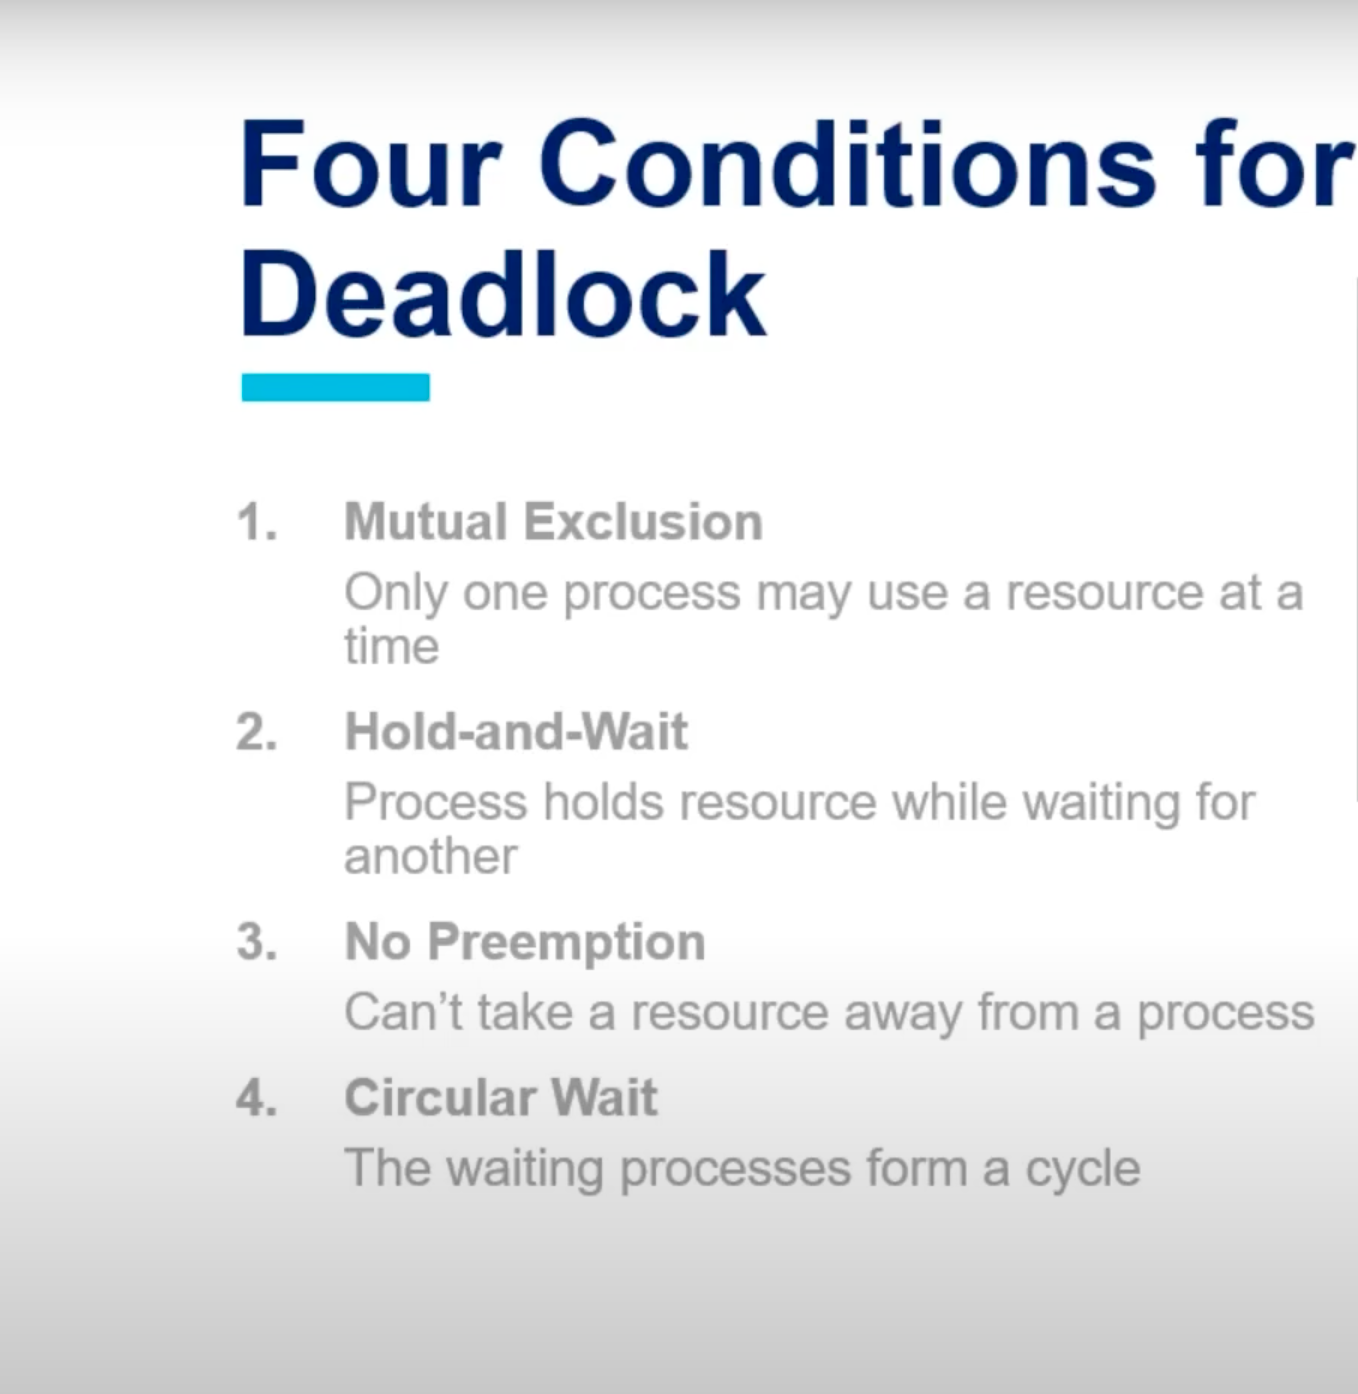 Four Conditions for
Deadlock
1. Mutual Exclusion
Only one process may use a resource at a
time
2. Hold-and-Wait
Process holds resource while waiting for
another
3. No Preemption
Can’t take a resource away from a process
4. Circular Wait
The waiting processes form a cycle